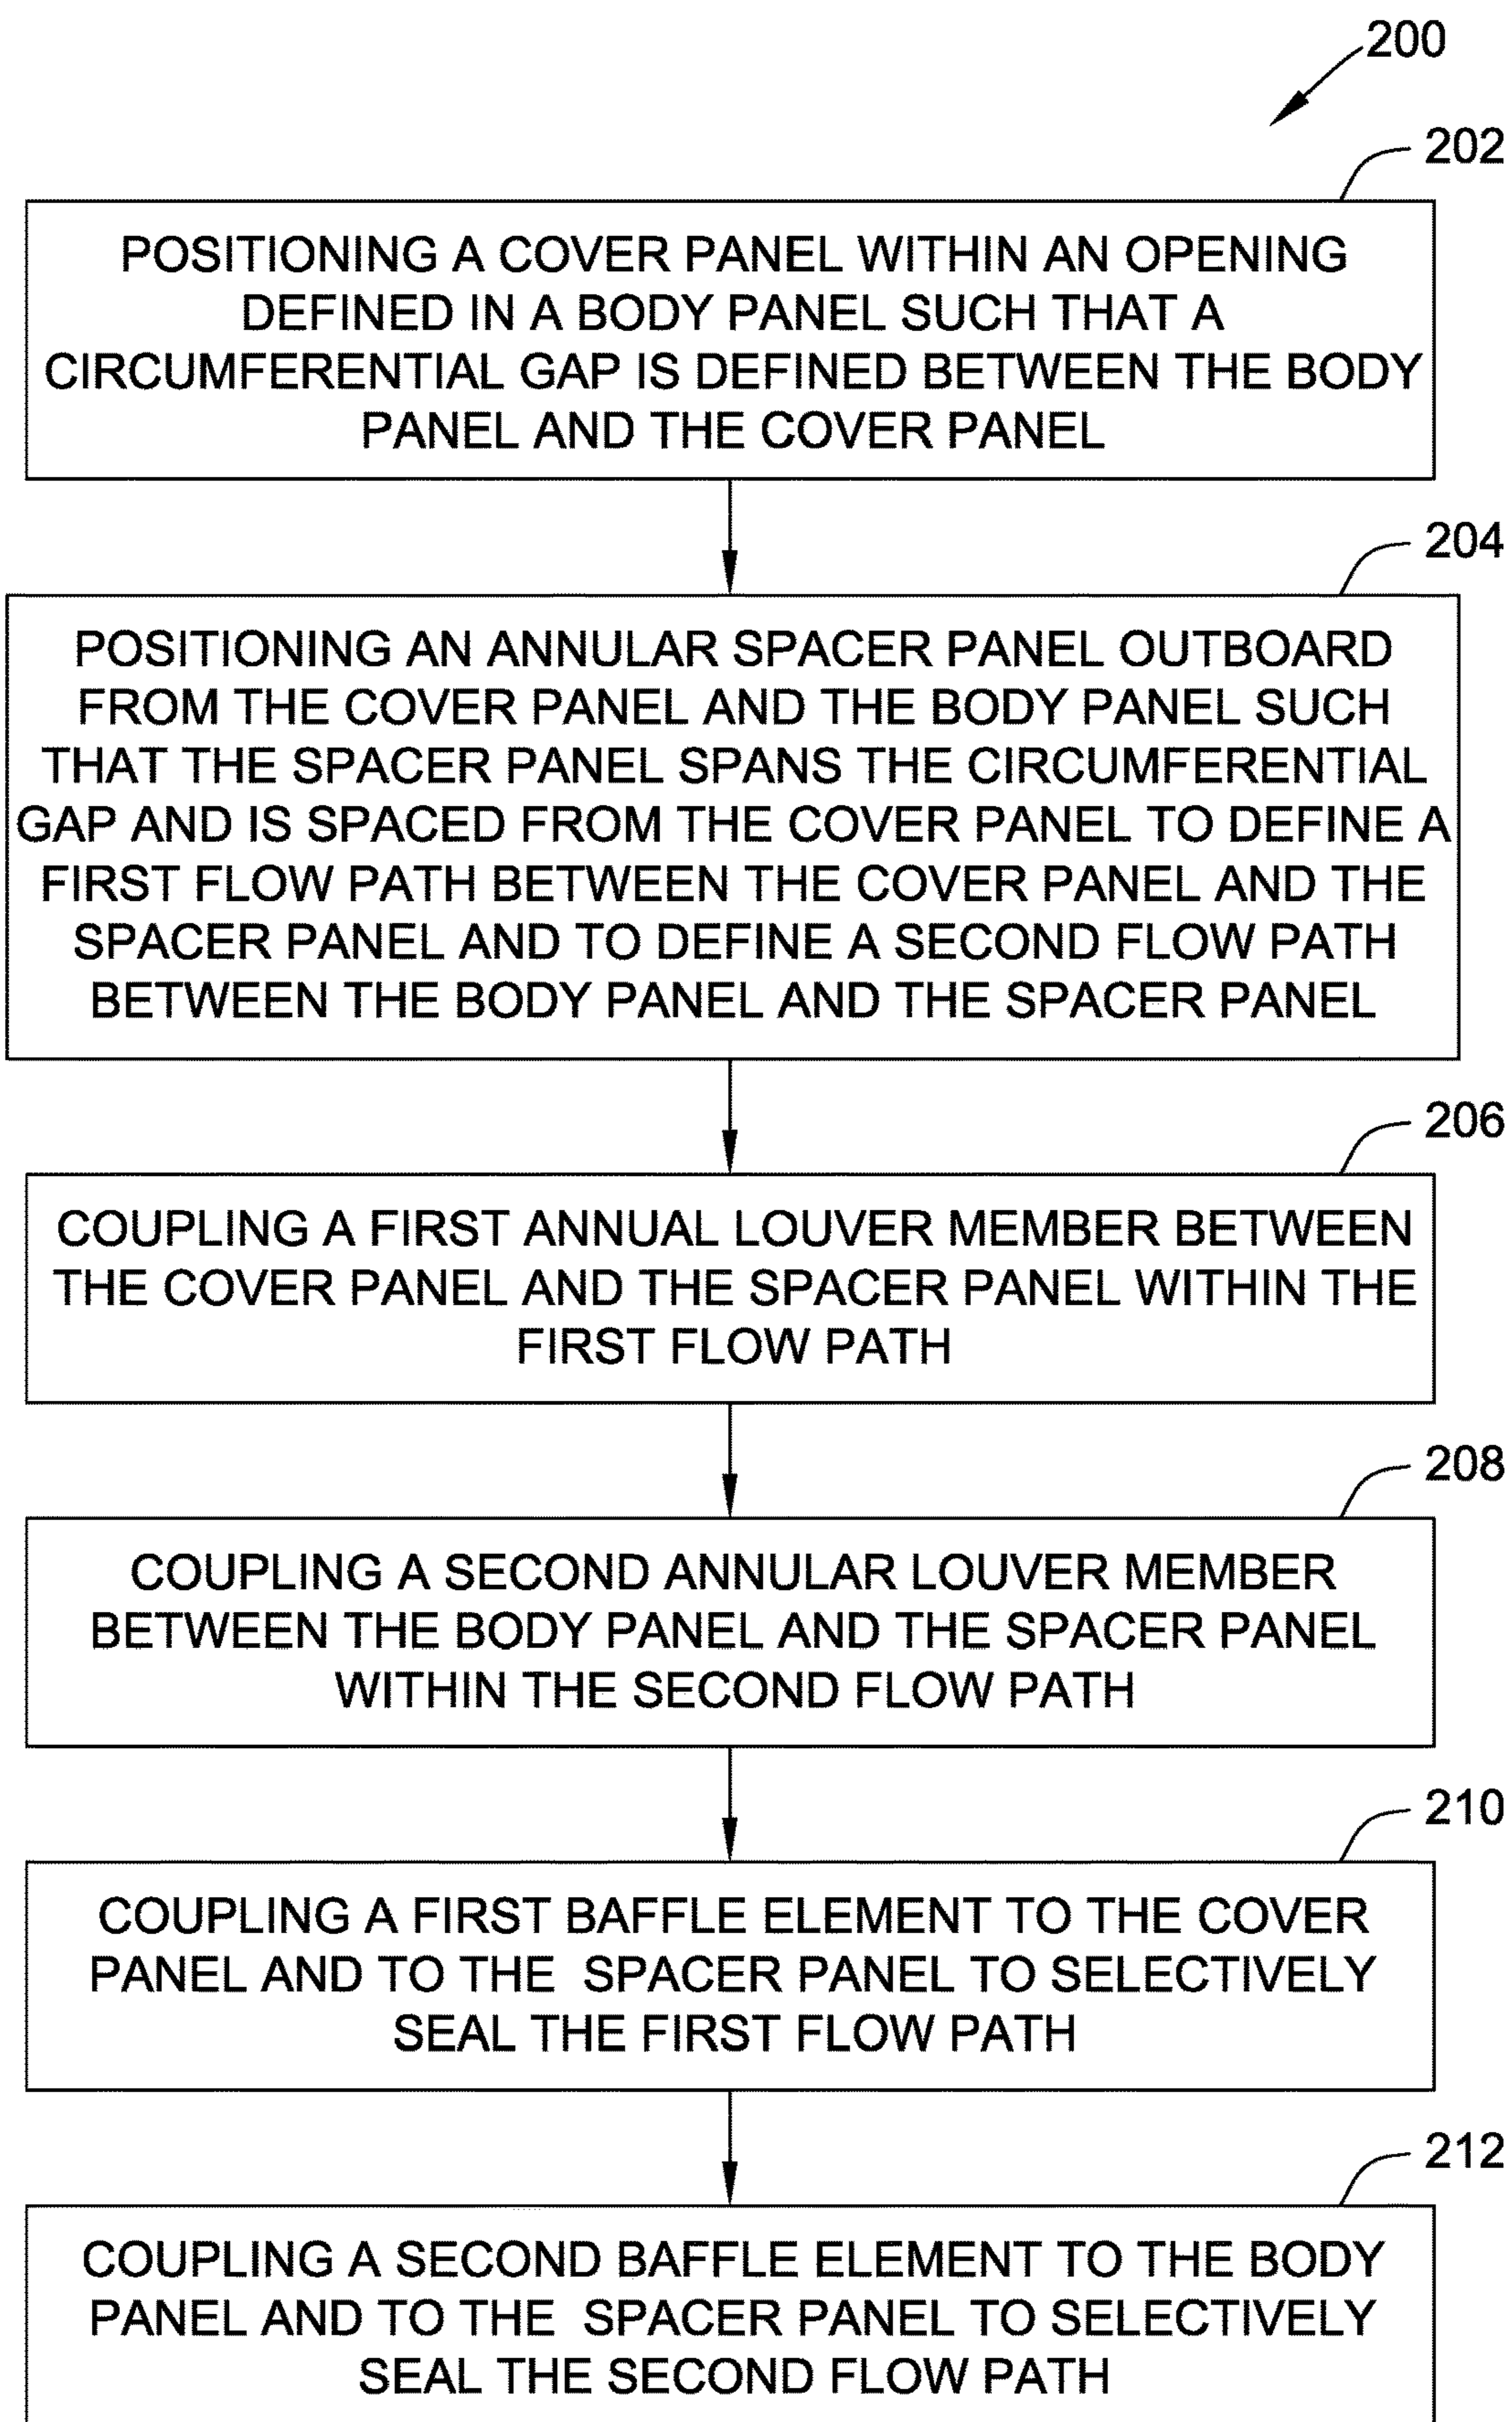 200
202
POSITIONING A COVER PANEL WITHIN AN OPENING
DEFINED IN A BODY PANEL SUCH THAT A
CIRCUMFERENTIAL GAP IS DEFINED BETWEEN THE BODY
PANEL AND THE COVER PANEL
204
POSITIONING AN ANNULAR SPACER PANEL OUTBOARD
FROM THE COVER PANEL AND THE BODY PANEL SUCH
THAT THE SPACER PANEL SPANS THE CIRCUMFERENTIAL
GAP AND IS SPACED FROM THE COVER PANEL TO DEFINE A
FIRST FLOW PATH BETWEEN THE COVER PANEL AND THE
SPACER PANEL AND TO DEFINE A SECOND FLOW PATH
BETWEEN THE BODY PANEL AND THE SPACER PANEL
206
COUPLING A FIRST ANNUAL LOUVER MEMBER BETWEEN
THE COVER PANEL AND THE SPACER PANEL WITHIN THE
FIRST FLOW PATH
208
COUPLING A SECOND ANNULAR LOUVER MEMBER
BETWEEN THE BODY PANEL AND THE SPACER PANEL
WITHIN THE SECOND FLOW PATH
210
COUPLING A FIRST BAFFLE ELEMENT TO THE COVER
PANEL AND TO THE SPACER PANEL TO SELECTIVELY
SEAL THE FIRST FLOW PATH
212
COUPLING A SECOND BAFFLE ELEMENT TO THE BODY
PANEL AND TO THE SPACER PANEL TO SELECTIVELY
SEAL THE SECOND FLOW PATH